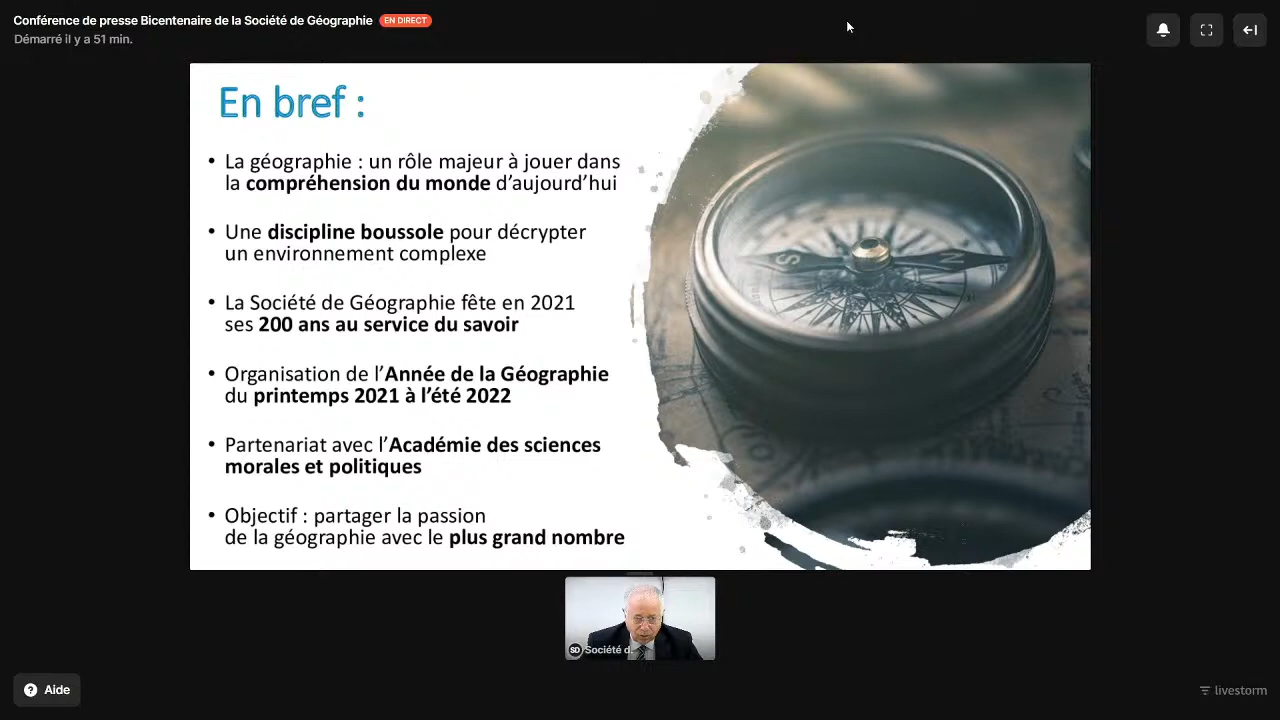 Conférence de presse Bicentenaire de la Société de Géographie EN DIRECT
Démarré il y a 51 min.
En bref :
• La géographie : un rôle majeur à jouer dans
la compréhension du monde d’aujourd’hui
• Une discipline boussole pour décrypter
un environnement complexe
• La Société de Géographie fête en 2021
ses 200 ans au service du savoir
• Organisation de l’Année de la Géographie
du printemps 2021 à l’été 2022
• Partenariat avec l’Académie des sciences
morales et politiques
• Objectif : partager la passion
de la géographie avec le plus grand nombre
S N
SD Société d.
Aide
livestorm